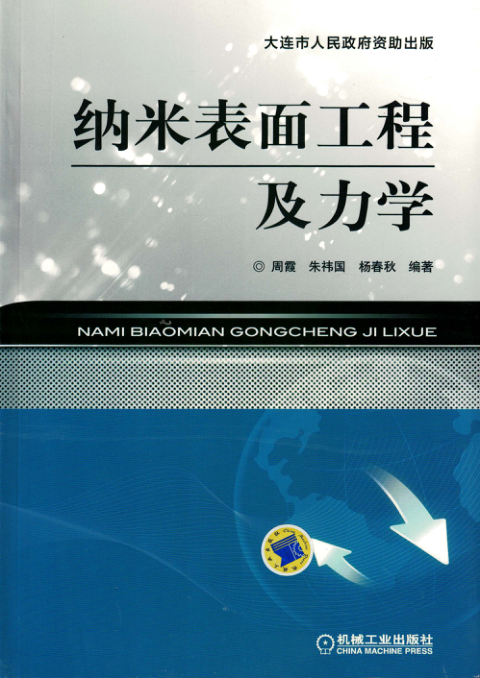 大连市人民政府资助出版
纳米表面工程
及力学
◎ 周霞 朱祎国 杨春秋 编著
NAMI BIAOMIAN GONGCHENG JI LIXUE
机械工业出版社
CHINA MACHINE PRESS